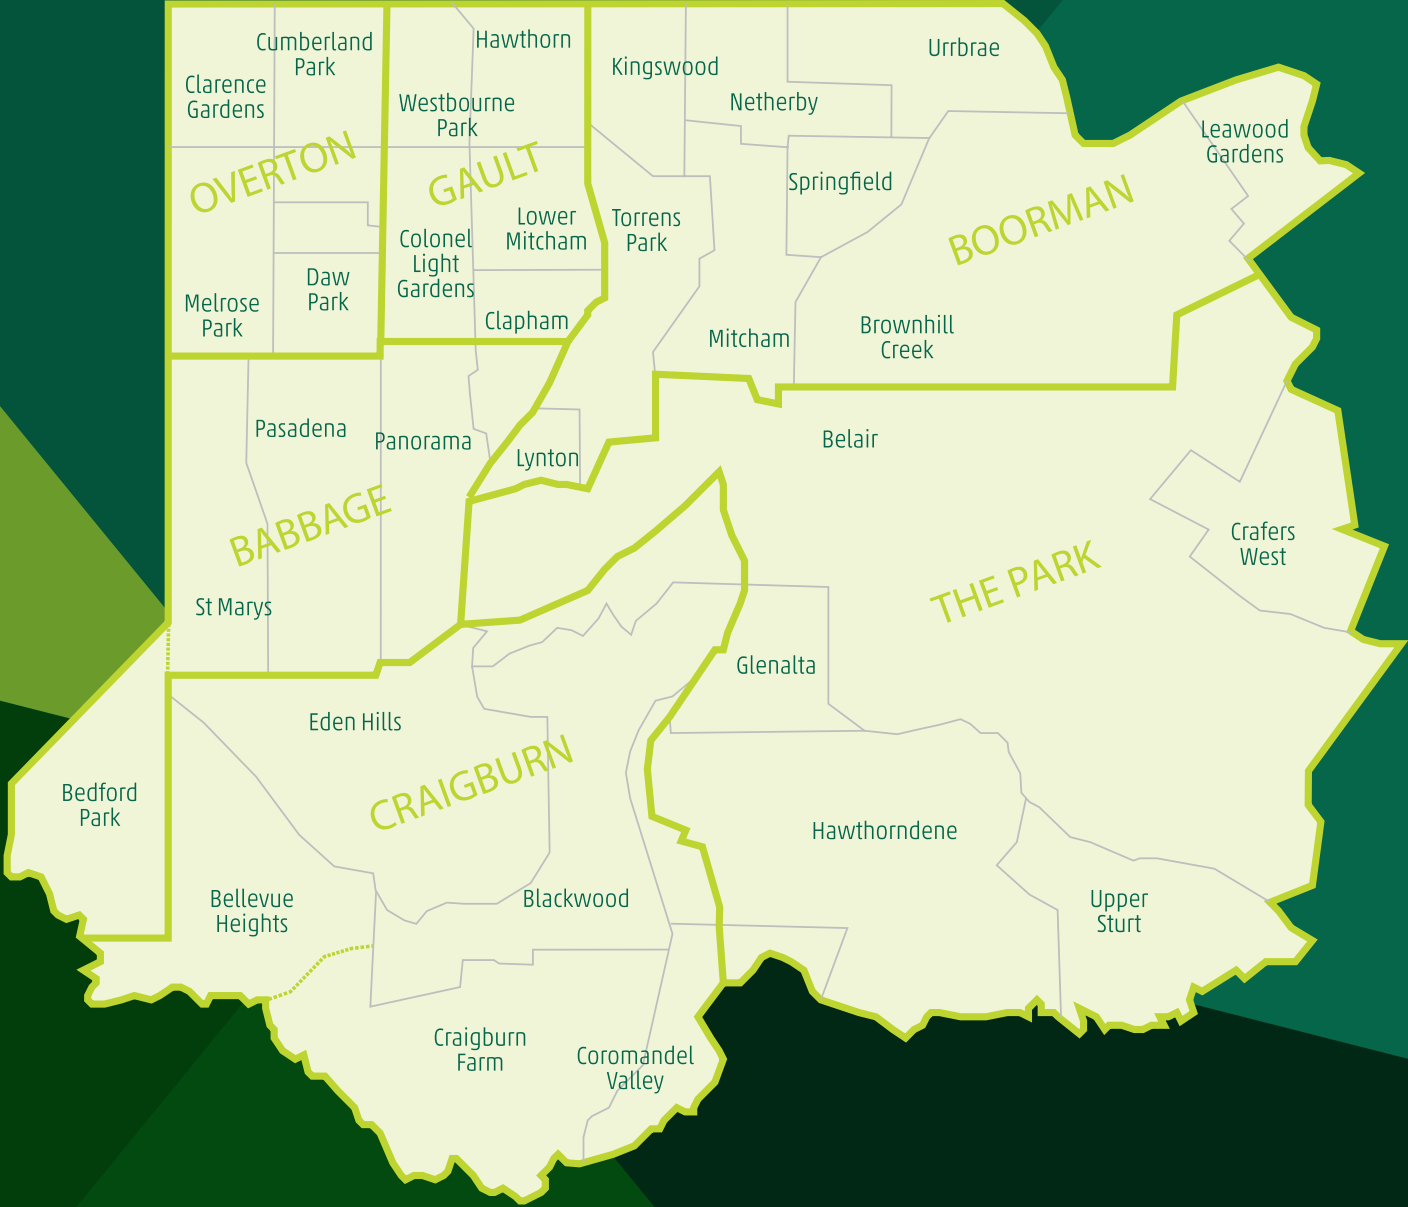 Cumberland
Park
Clarence
Gardens
OVERTON
Melrose
Park
Daw
Park
Hawthorn
Westbourne
Park
GAULT
Colonel
Light
Gardens
Lower
Mitcham
Clapham
Kingswood
Urrbrae
Netherby
Springfield
Torrens
Park
BOORMAN
Leawood
Gardens
Mitcham
Brownhill
Creek
Pasadena
Panorama
Lynton
BABBAGE
St Marys
Belair
Crafers
West
THE PARK
Glenalta
Eden Hills
CRAIGBURN
Bedford
Park
Bellevue
Heights
Blackwood
Hawthorndene
Upper
Sturt
Craigburn
Farm
Coromandel
Valley